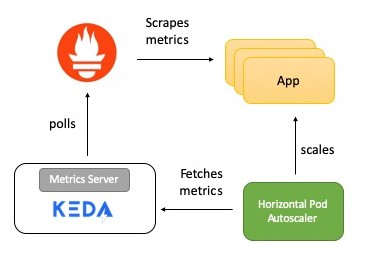 Scrapes
metrics
App
polls
scales
Metrics Server
KEDA
Fetches
metrics
Horizontal Pod
Autoscaler